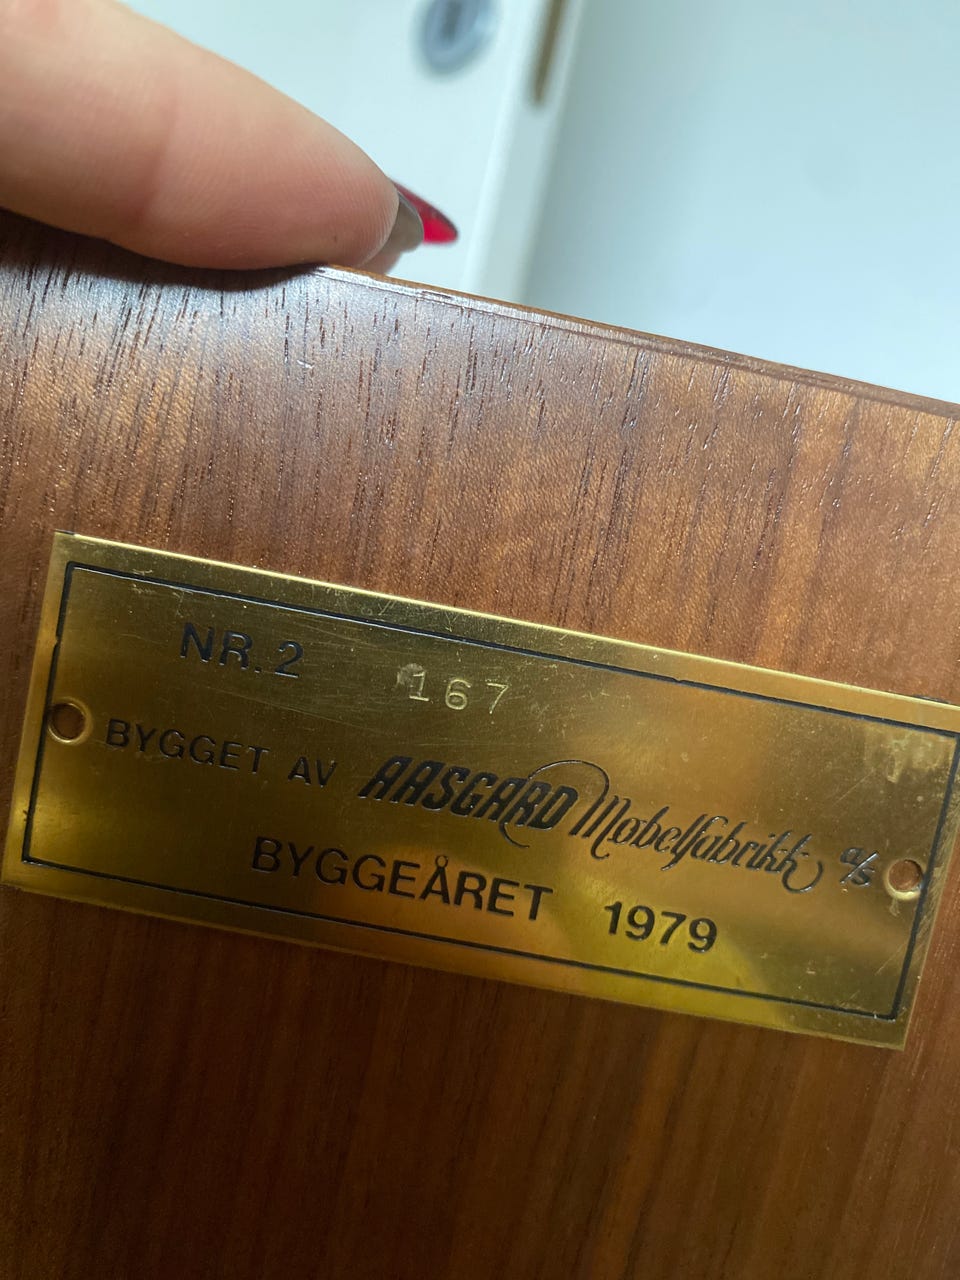 NR. 2 167
BYGGET AV AASGARD Møbelfabrikk a/s
BYGGEÅRET 1979